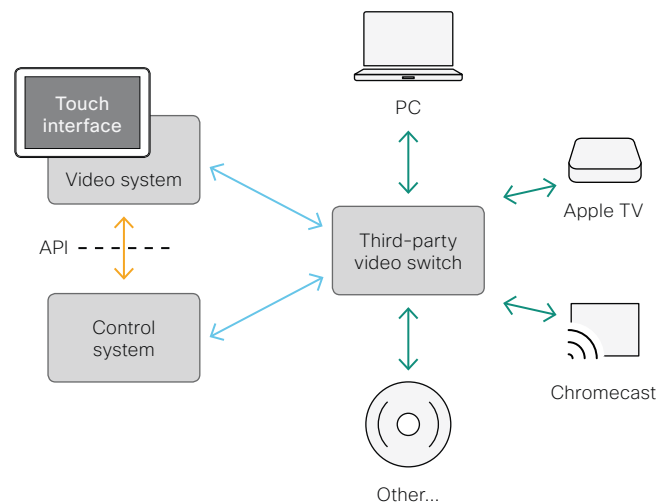 Touch
interface
Video system
API
Control
system
Third-party
video switch
PC
Apple TV
Chromecast
Other...